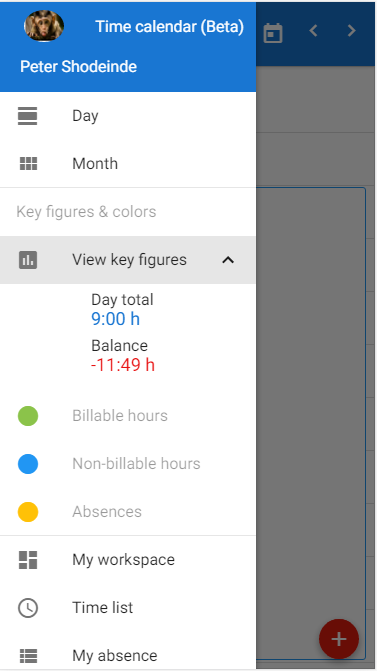 Time calendar (Beta)
Peter Shodeinde
Day
Month
Key figures & colors
View key figures
Day total
9:00 h
Balance
-11:49 h
Billable hours
Non-billable hours
Absences
My workspace
Time list
My absence